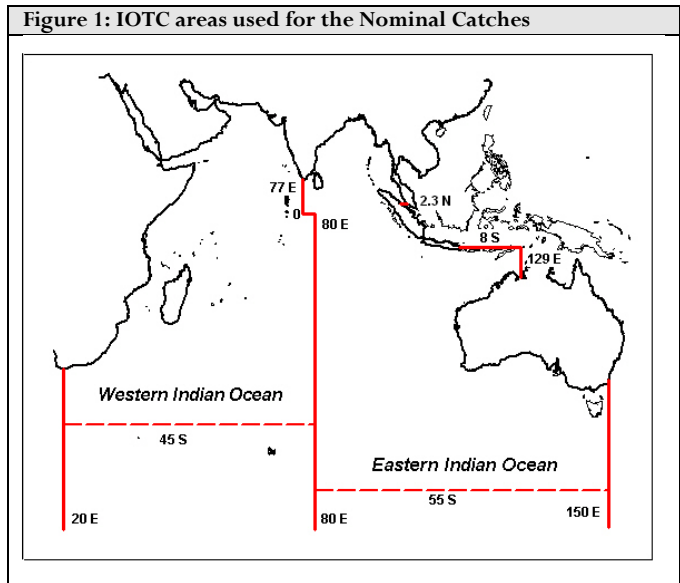 Figure 1: IOTC areas used for the Nominal Catches
77 E
0
80 E
2.3 N
8 S
129 E
Western Indian Ocean
45 S
Eastern Indian Ocean
55 S
20 E
80 E
150 E